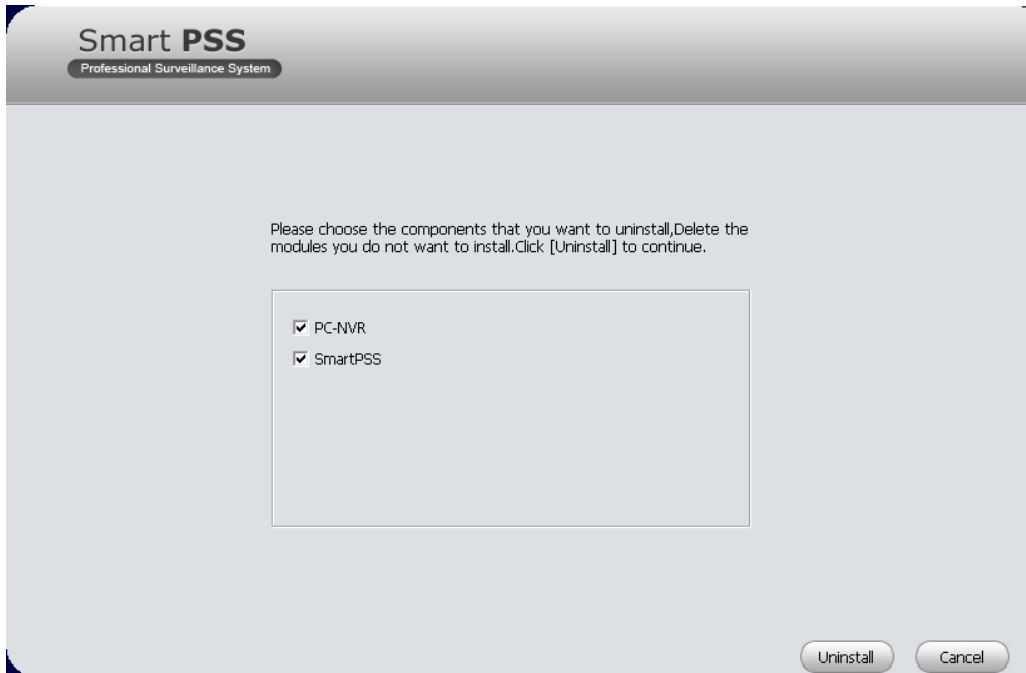 Smart PSS
Professional Surveillance System
Please choose the components that you want to uninstall,Delete the
modules you do not want to install.Click [Uninstall] to continue.
PC-NVR
SmartPSS
Uninstall
Cancel